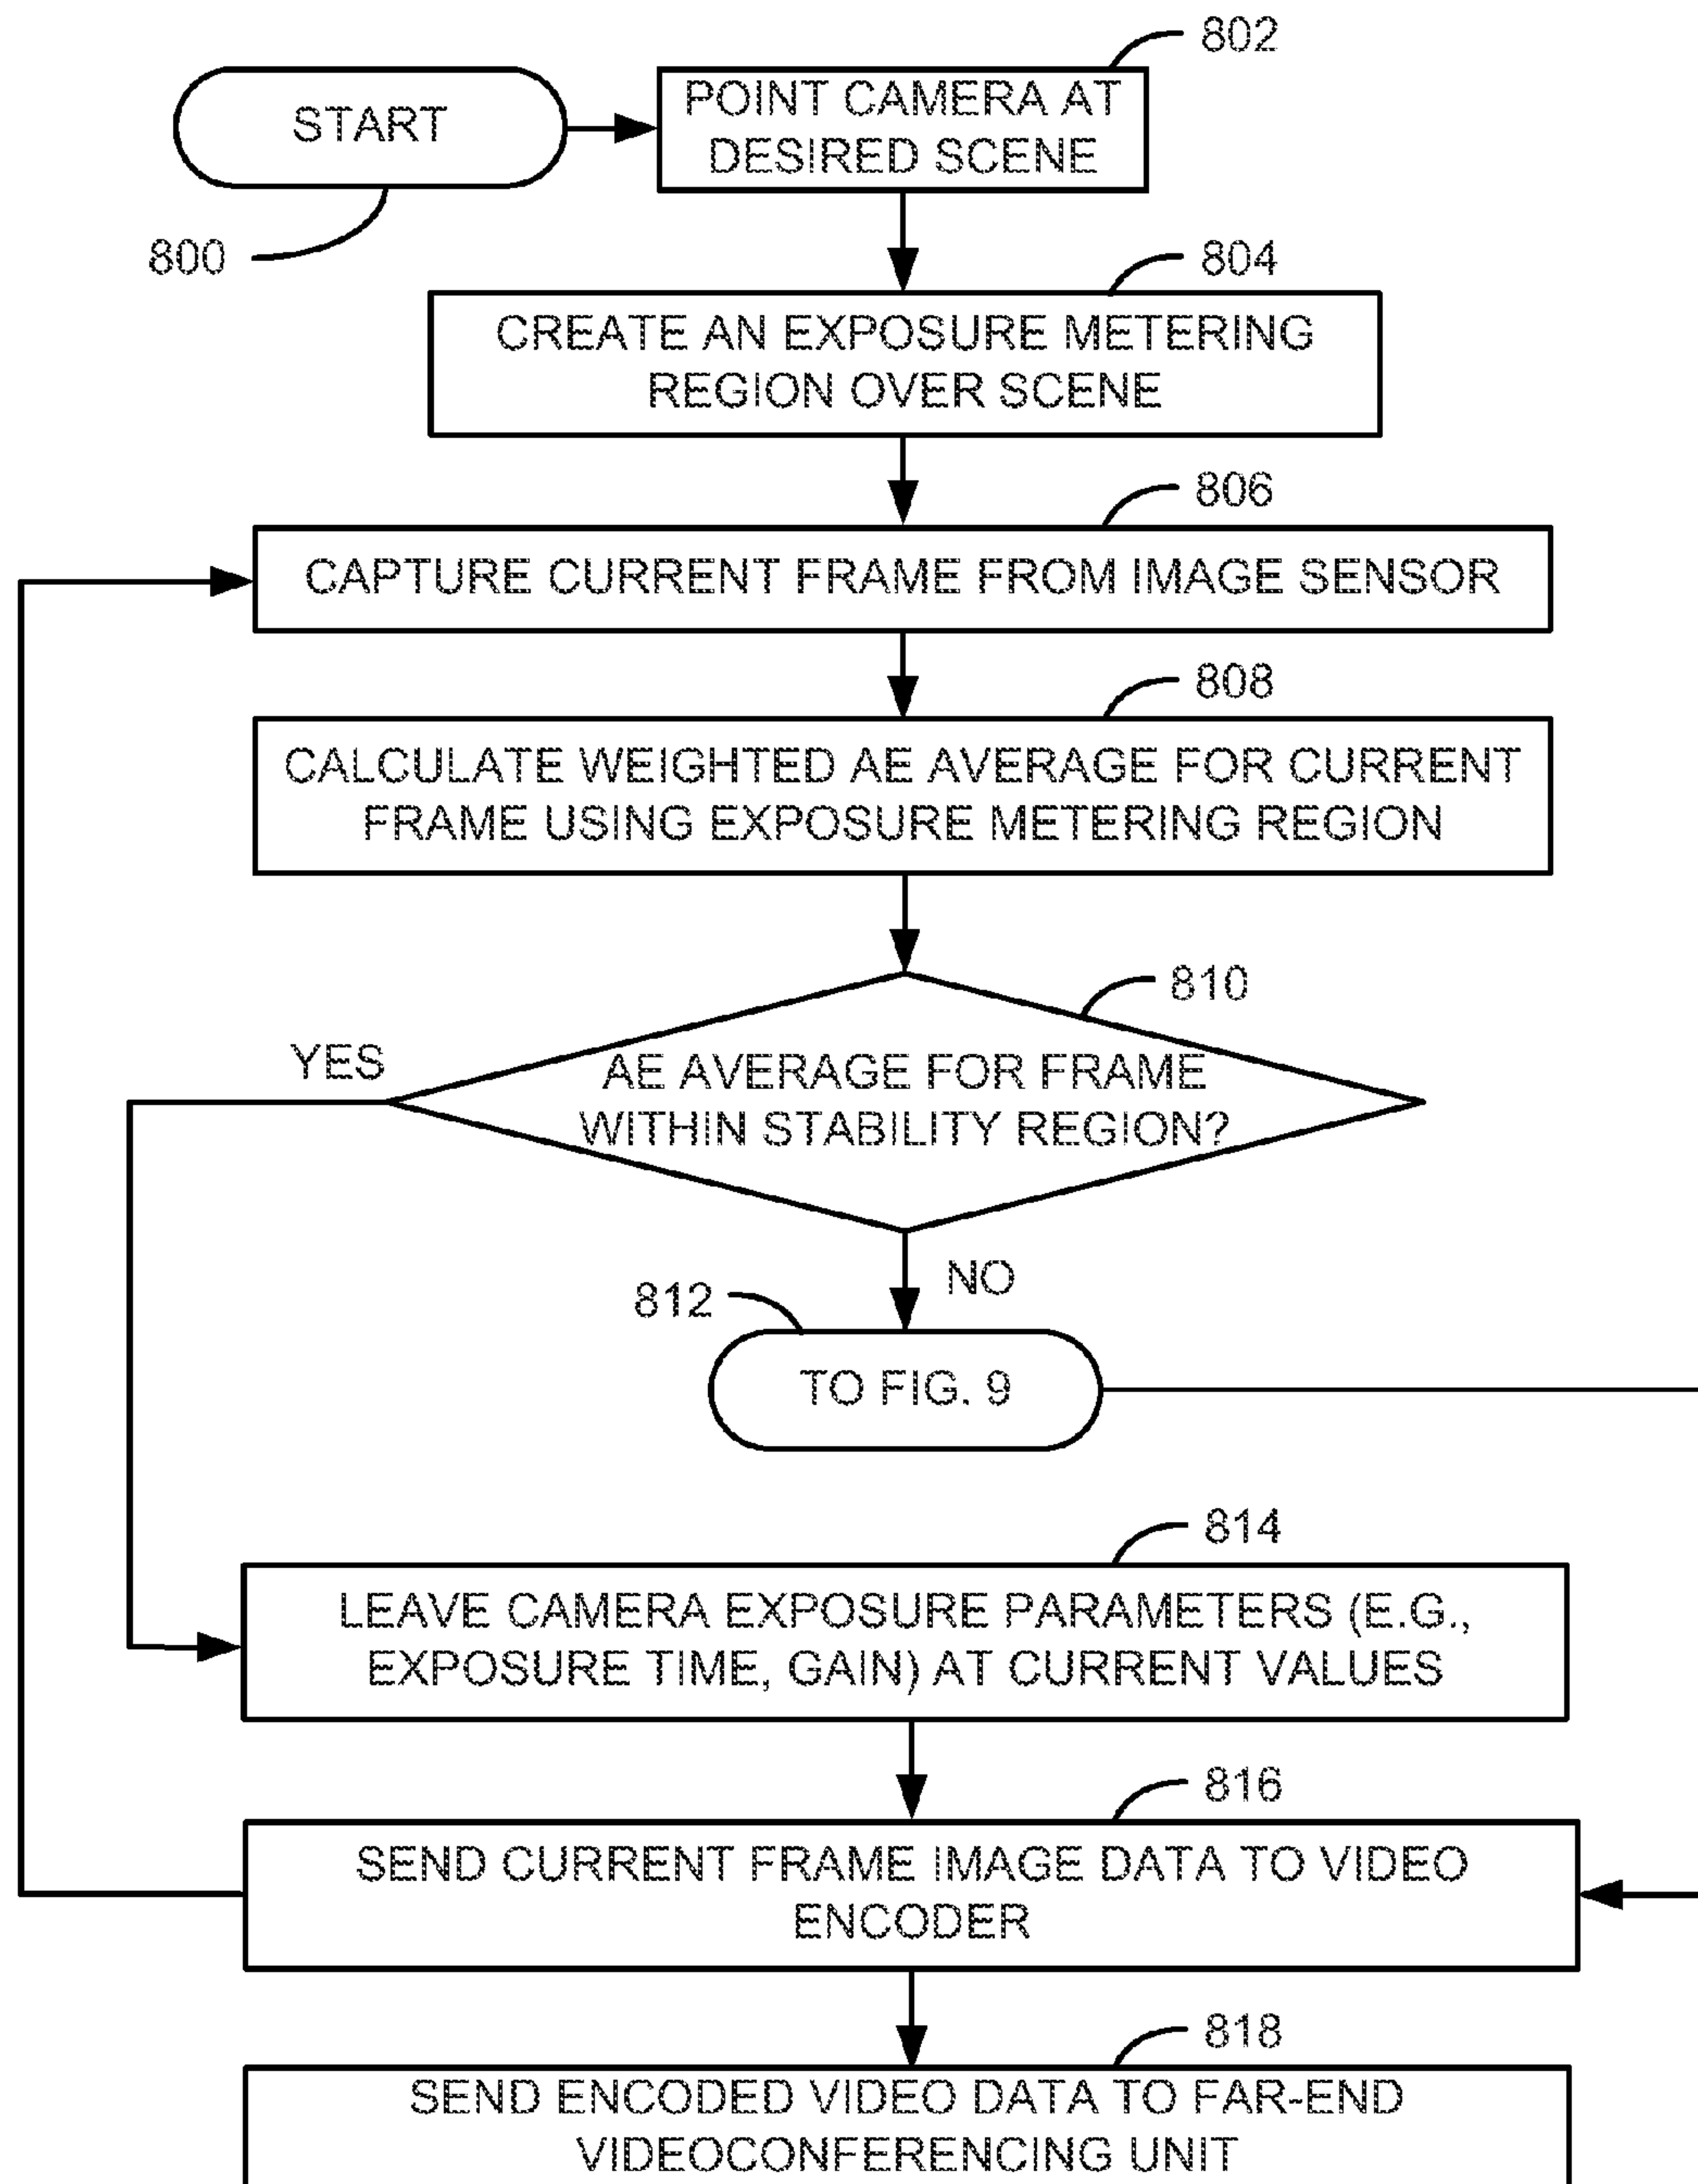 802
START
POINT CAMERA AT
DESIRED SCENE
800
804
CREATE AN EXPOSURE METERING
REGION OVER SCENE
806
CAPTURE CURRENT FRAME FROM IMAGE SENSOR
808
CALCULATE WEIGHTED AE AVERAGE FOR CURRENT
FRAME USING EXPOSURE METERING REGION
810
YES
AE AVERAGE FOR FRAME
WITHIN STABILITY REGION?
NO
812
TO FIG. 9
814
LEAVE CAMERA EXPOSURE PARAMETERS (E.G.,
EXPOSURE TIME, GAIN) AT CURRENT VALUES
816
SEND CURRENT FRAME IMAGE DATA TO VIDEO
ENCODER
818
SEND ENCODED VIDEO DATA TO FAR-END
VIDEOCONFERENCING UNIT